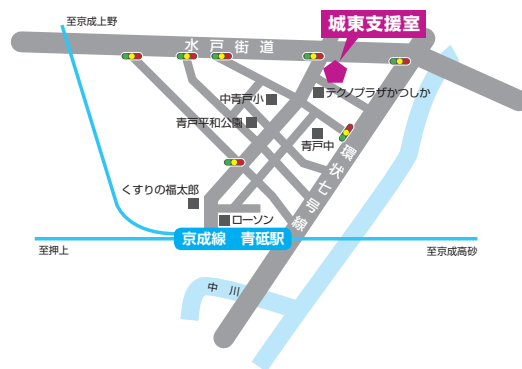 至京成上野
城東支援室
水戸街道
テクノプラザかつしか
中青戸小
青戸平和公園
青戸中
環状七号線
くすりの福太郎
ローソン
京成線 青砥駅
至押上
至京成高砂
中川